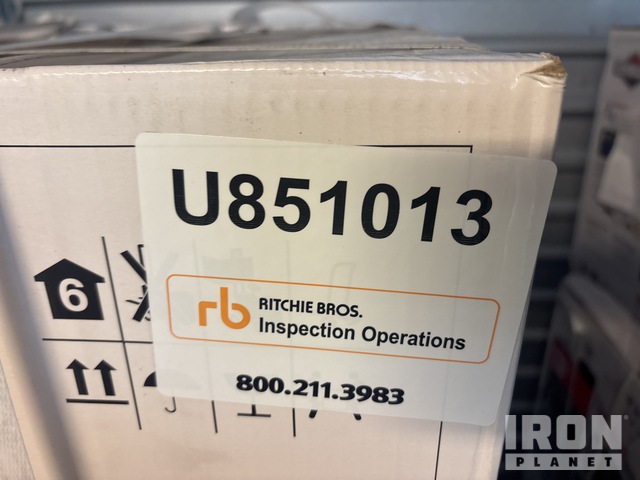 U851013
rb RITCHIE BROS.
Inspection Operations
800.211.3983
6
IRON
PLANET